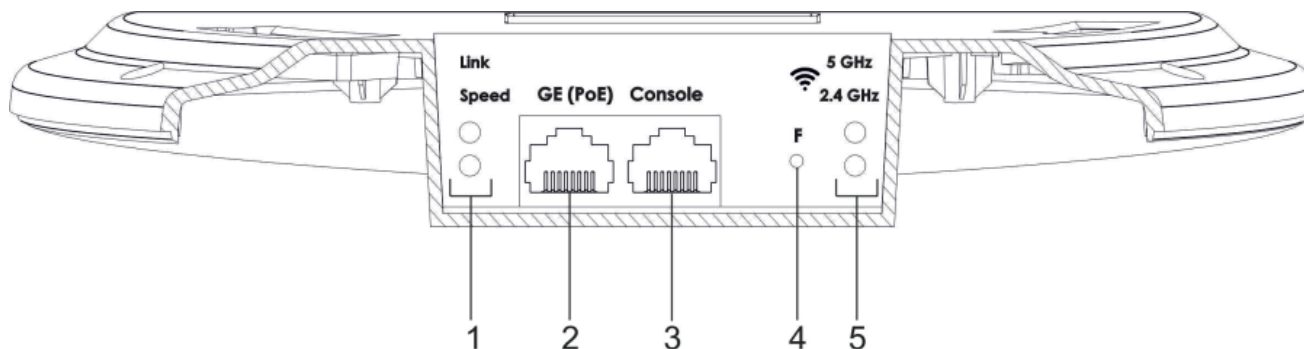 Link
5 GHz
Speed
GE (PoE)
Console
2.4 GHz
F
1
2
3
4
5